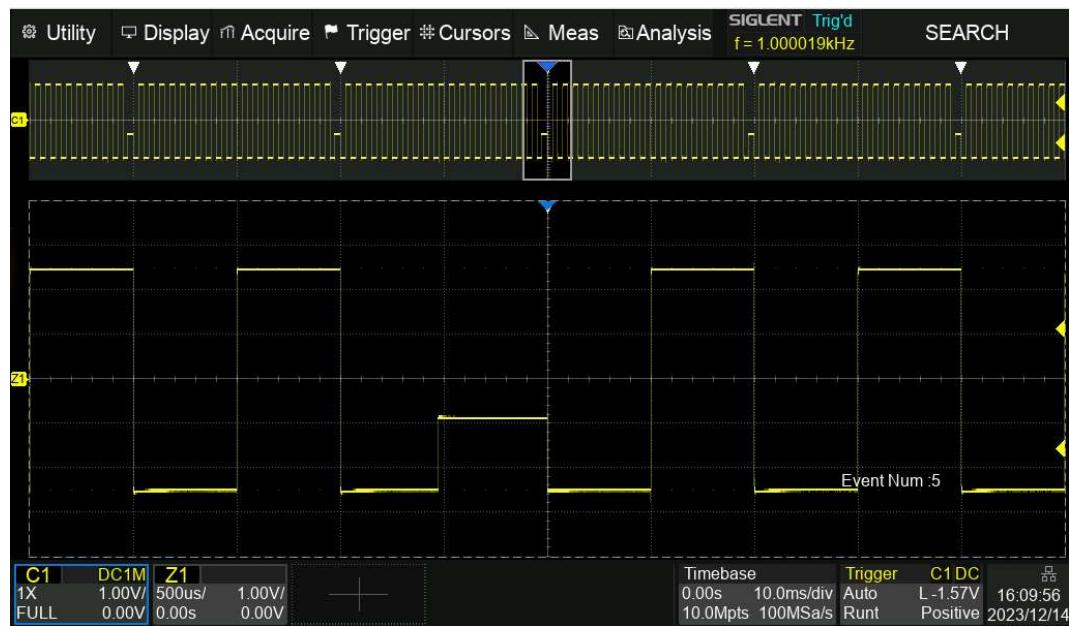 Utility Display Acquire Trigger Cursors Meas Analysis
SIGLENT Trig'd
f = 1.000019kHz
SEARCH
C1
Z1
Event Num :5
C1 DC1M
1X 1.00V/
FULL 0.00V
Z1
500us/ 1.00V/
0.00s 0.00V
Timebase
0.00s 10.0ms/div
10.0Mpts 100MSa/s
Trigger C1 DC
Auto L -1.57V
Runt Positive
16:09:56
2023/12/14